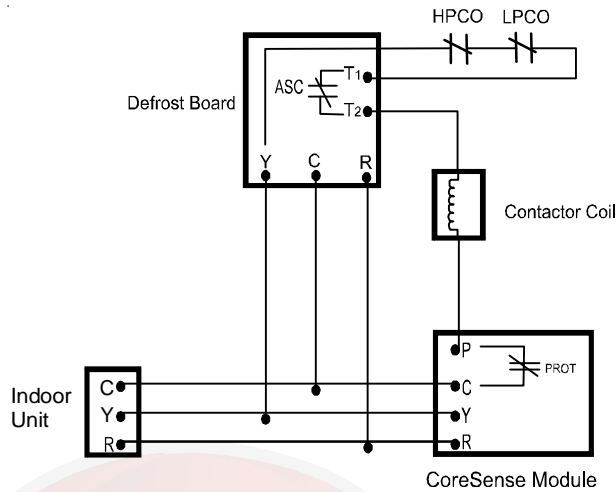 HPCO LPCO
Defrost Board
ASC
T1
T2
Y C R
Contactor Coil
Indoor
Unit
C
Y
R
P
PROT
C
Y
R
CoreSense Module